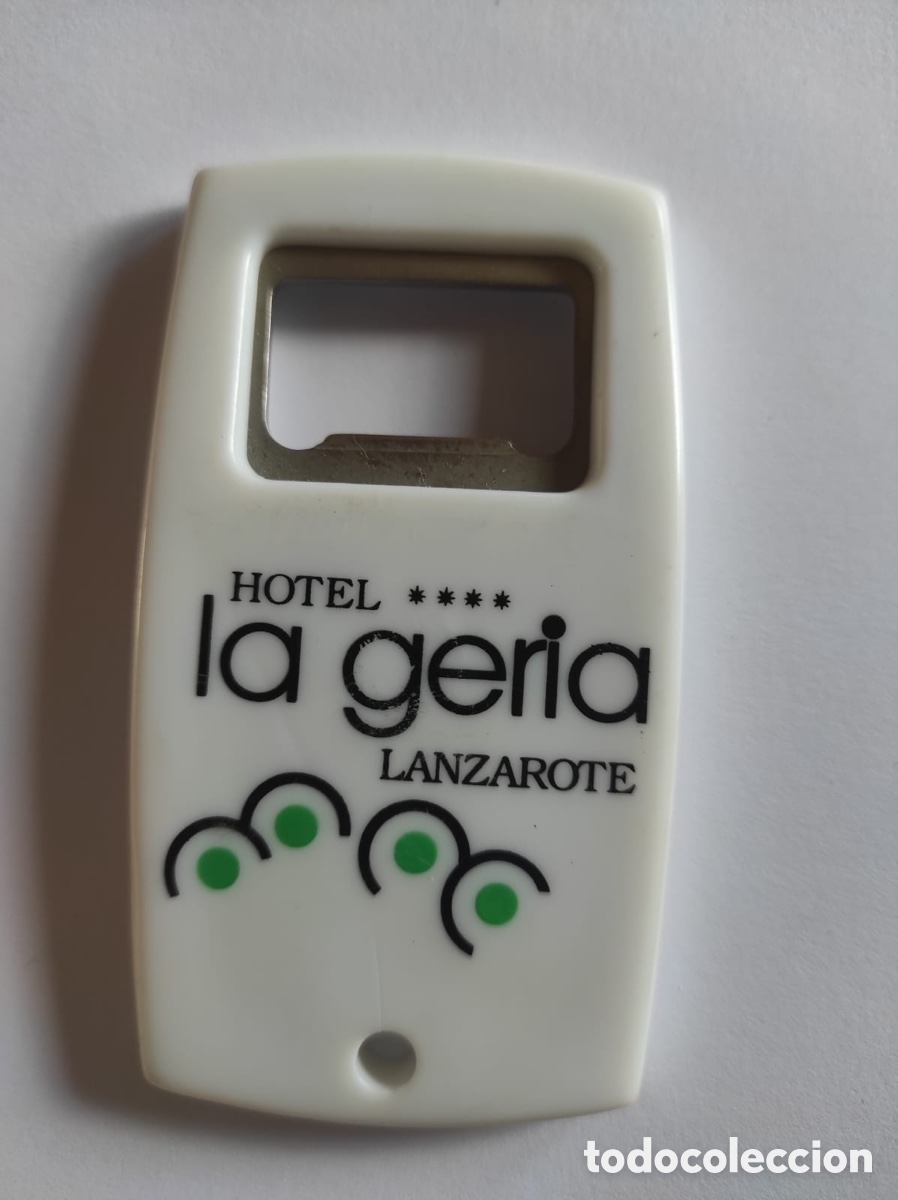 HOTEL ****
la geria
LANZAROTE
todocoleccion